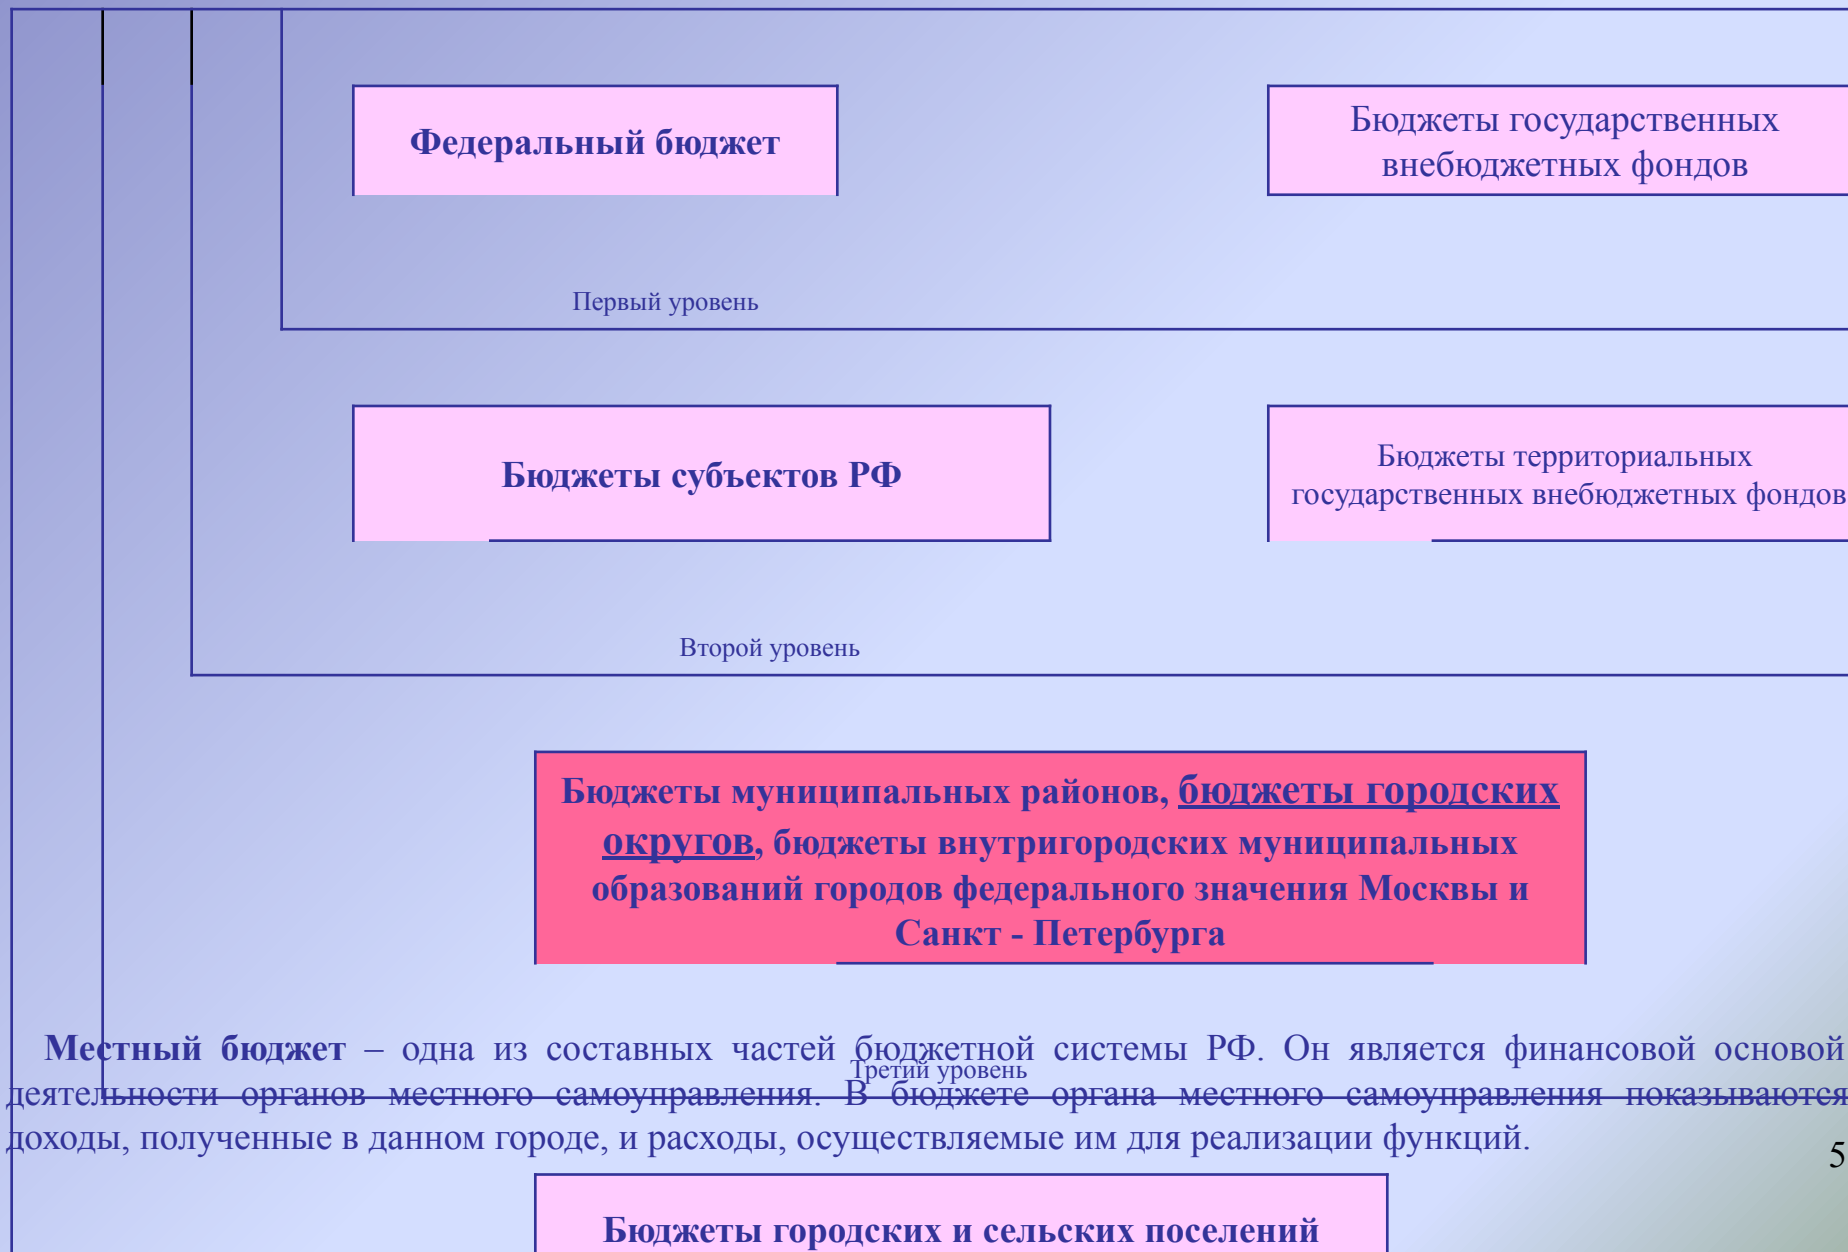 Федеральный бюджет
Бюджеты государственных
внебюджетных фондов
Первый уровень
Бюджеты субъектов РФ
Бюджеты территориальных
государственных внебюджетных фондов
Второй уровень
Бюджеты муниципальных районов, бюджеты городских
округов, бюджеты внутригородских муниципальных
образований городов федерального значения Москвы и
Санкт - Петербурга
Местный бюджет – одна из составных частей бюджетной системы РФ. Он является финансовой основой
Третий уровень
деятельности органов местного самоуправления. В бюджете органа местного самоуправления показываются
доходы, полученные в данном городе, и расходы, осуществляемые им для реализации функций.
5
Бюджеты городских и сельских поселений